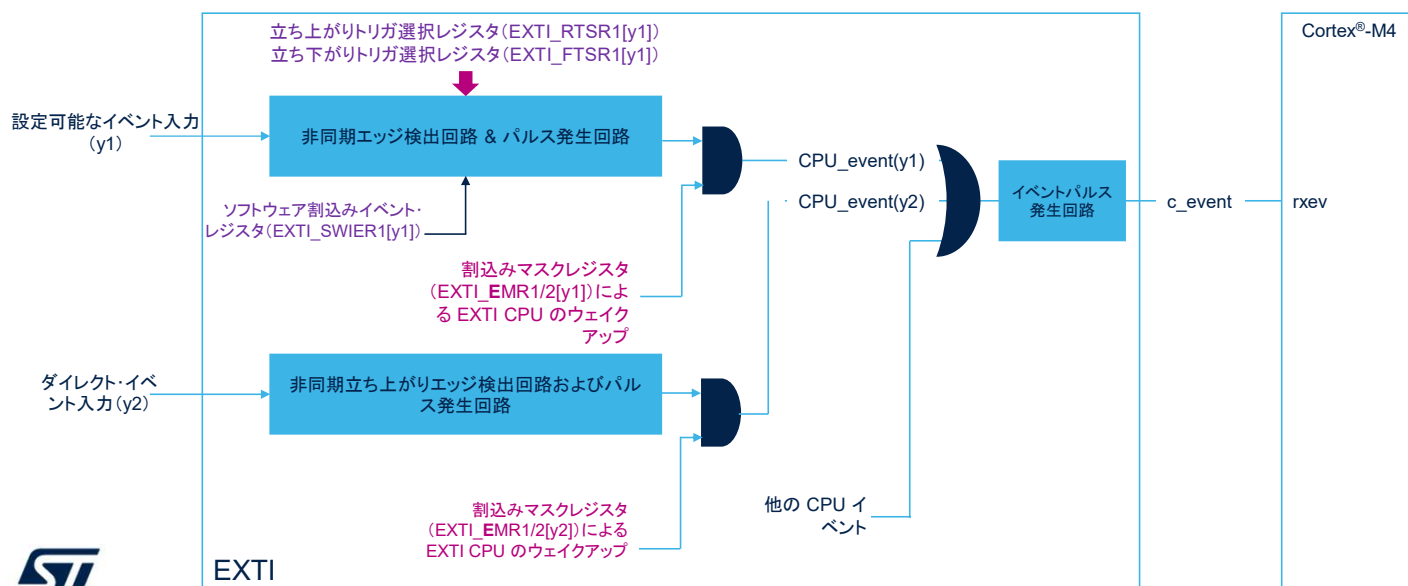 立ち上がりトリガ選択レジスタ(EXTI_RTSR1[y1])
立ち下がりトリガ選択レジスタ(EXTI_FTSR1[y1])
Cortex®-M4
設定可能なイベント入力
(y1)
非同期エッジ検出回路 & パルス発生回路
CPU_event(y1)
CPU_event(y2)
イベントパルス
発生回路
c_event
rxev
ソフトウェア割込みイベント・
レジスタ(EXTI_SWIER1[y1])
割込みマスクレジスタ
(EXTI_EMR1/2[y1])によ
る EXTI CPU のウェイク
アップ
ダイレクト・イベ
ント入力(y2)
非同期立ち上がりエッジ検出回路およびパル
ス発生回路
割込みマスクレジスタ
(EXTI_EMR1/2[y2])による
EXTI CPU のウェイクアップ
他の CPU イ
ベント
EXTI
ST